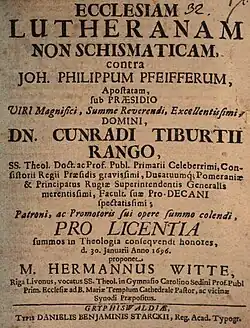 ECCLESIAM 32
LUTHERANAM
NON SCHISMATICAM,
contra
JOH. PHILIPPUM PFEIFFERUM,
Apostatam,
sub PRÆSIDIO
VIRI Magnifici, Summe Reverendi, Excellentissimi,
DOMINI,
DN. CUNRADI TIBURTII
RANGO,
SS. Theol. Doct. ac Prof. Publ. Primarii Celeberrimi, Con-
sistorii Regii Præsidis gravissimi, Ducatuumq; Pomeraniæ
& Principatus Rugiæ Superintendentis Generalis
merentissimi, Facult. suæ Pro-DECANI
spectatissimi;
Patroni, ac Promotoris sui opere summo colendi,
PRO LICENTIA
summos in Theologia consequendi honores,
d. 30. Januarii Anno 1696.
proponet
M. HERMANNUS WITTE,
Riga Livonus, vocatus SS. Theol. in Gymnasio Carolino Sedini Prof. Publ.
Prim. Ecclesiæ ad B. Mariæ Templum Cathedralis Pastor, ac vicinæ
Synodi Præpositus.
GRYPHISWALDIÆ,
Typis DANIELIS BENJAMINIS STARCKII, Reg. Acad. Typogr.